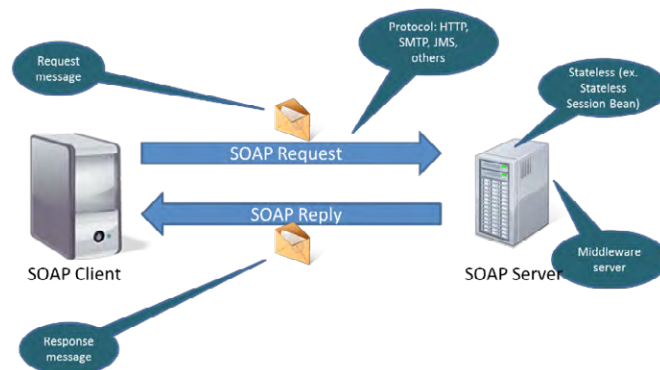 Protocol: HTTP,
SMTP, JMS,
others
Request
message
Stateless (ex.
Stateless
Session Bean)
SOAP Request
SOAP Reply
SOAP Client
SOAP Server
Middleware
server
Response
message